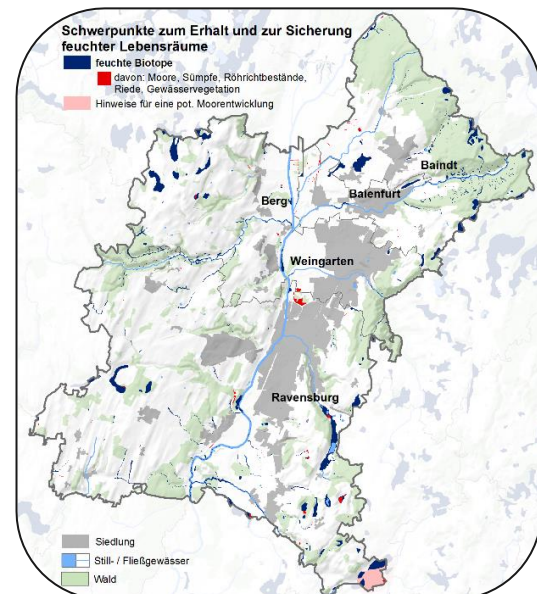 Schwerpunkte zum Erhalt und zur Sicherung
feuchter Lebensräume
feuchte Biotope
davon: Moore, Sümpfe, Röhrichtbestände,
Riede, Gewässervegetation
Hinweise für eine pot. Moorentwicklung
Baindt
Baienfurt
Berg
Weingarten
Ravensburg
Siedlung
Still- / Fließgewässer
Wald